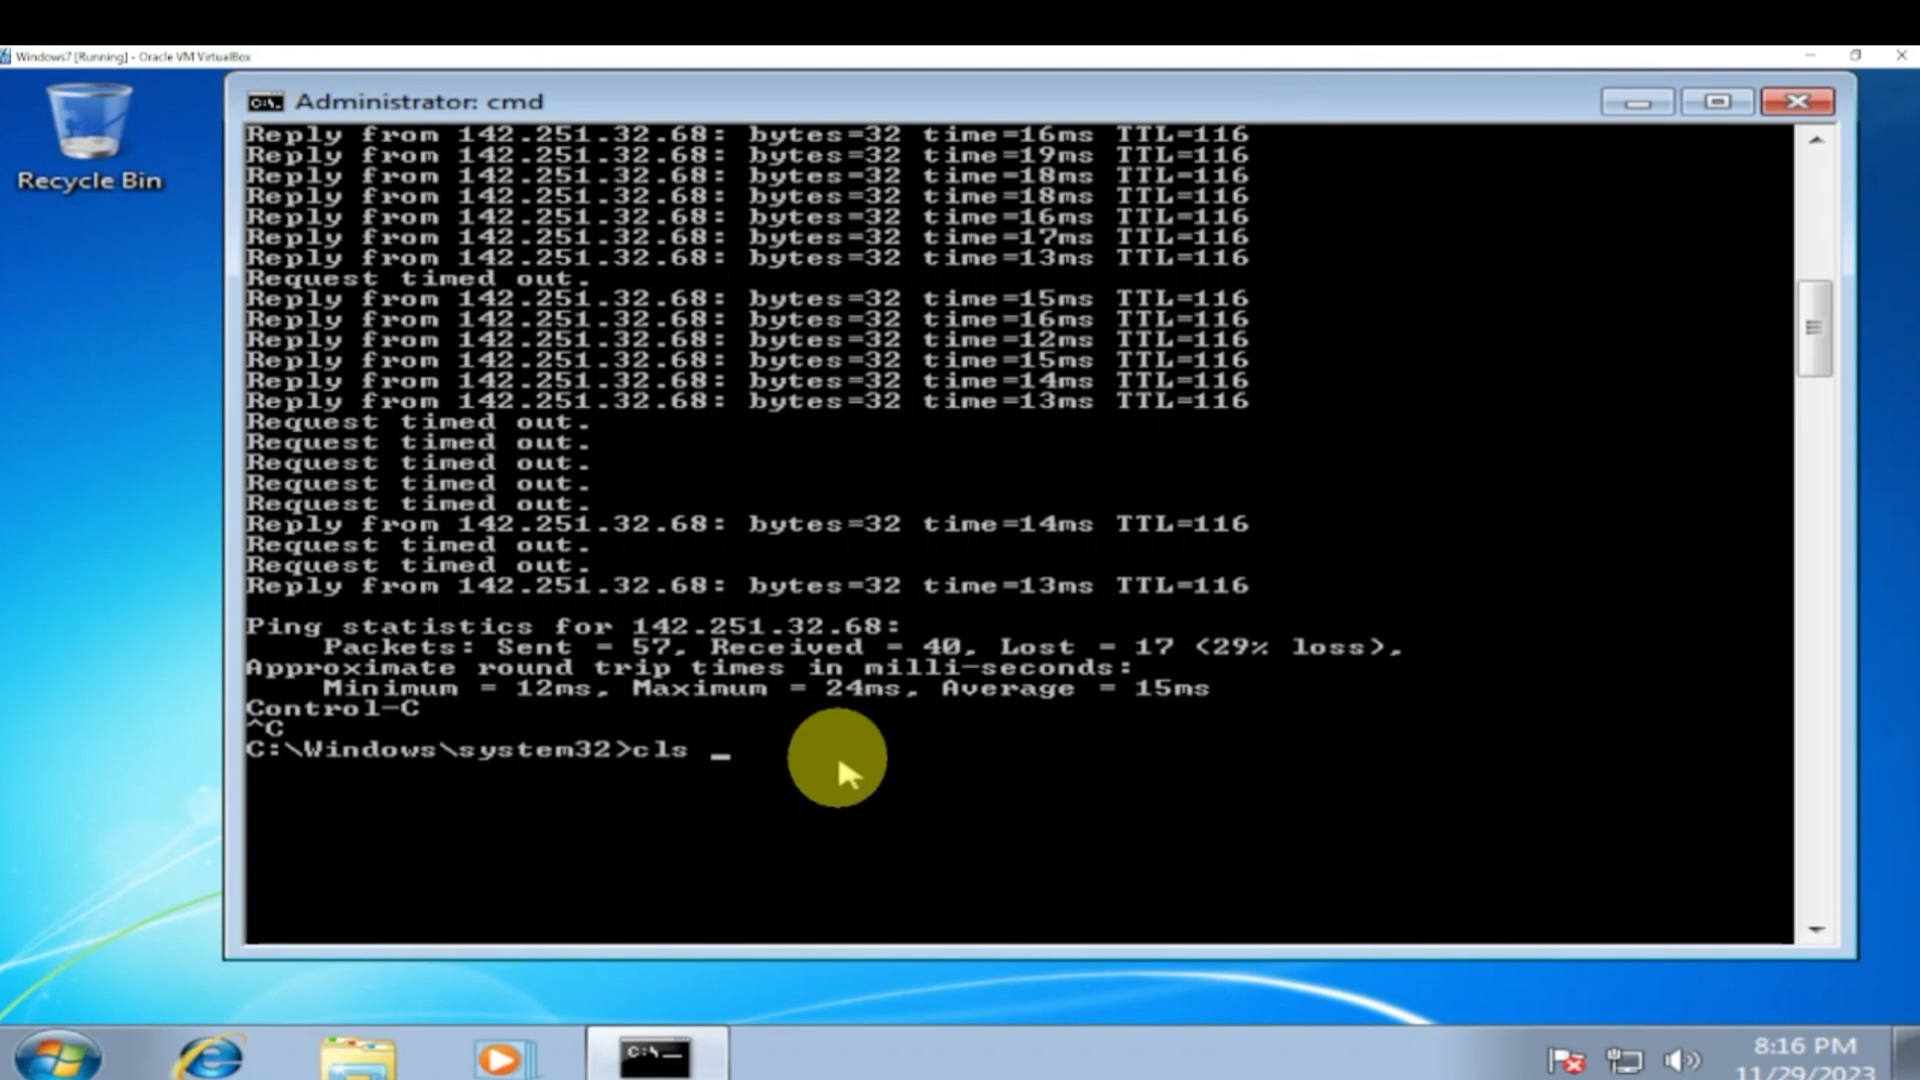 Windows7 [Running] - Oracle VM VirtualBox
Recycle Bin
Administrator: cmd
Reply from 142.251.32.68: bytes=32 time=16ms TTL=116
Reply from 142.251.32.68: bytes=32 time=19ms TTL=116
Reply from 142.251.32.68: bytes=32 time=18ms TTL=116
Reply from 142.251.32.68: bytes=32 time=18ms TTL=116
Reply from 142.251.32.68: bytes=32 time=16ms TTL=116
Reply from 142.251.32.68: bytes=32 time=17ms TTL=116
Reply from 142.251.32.68: bytes=32 time=13ms TTL=116
Request timed out.
Reply from 142.251.32.68: bytes=32 time=15ms TTL=116
Reply from 142.251.32.68: bytes=32 time=16ms TTL=116
Reply from 142.251.32.68: bytes=32 time=12ms TTL=116
Reply from 142.251.32.68: bytes=32 time=15ms TTL=116
Reply from 142.251.32.68: bytes=32 time=14ms TTL=116
Reply from 142.251.32.68: bytes=32 time=13ms TTL=116
Request timed out.
Request timed out.
Request timed out.
Request timed out.
Request timed out.
Reply from 142.251.32.68: bytes=32 time=14ms TTL=116
Request timed out.
Request timed out.
Reply from 142.251.32.68: bytes=32 time=13ms TTL=116
Ping statistics for 142.251.32.68:
Packets: Sent = 57, Received = 40, Lost = 17 (29% loss),
Approximate round trip times in milli-seconds:
Minimum = 12ms, Maximum = 24ms, Average = 15ms
Control-C
^C
C:\Windows\system32>cls _
8:16 PM
11/29/2023